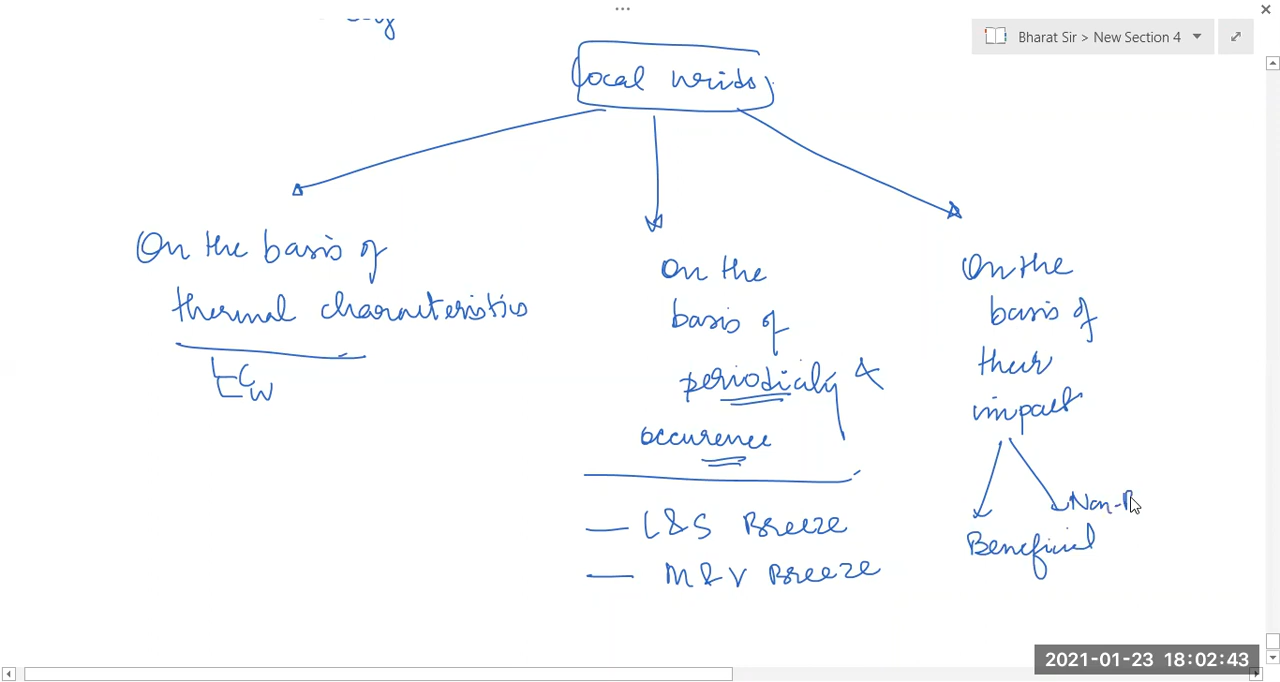 Bharat Sir > New Section 4
Local Winds
On the basis of
thermal characteristics
C
W
On the
basis of
periodicity &
occurence
— L&S Breeze
— M&V Breeze
On the
basis of
their
impact
Beneficial
Non-B
2021-01-23 18:02:43